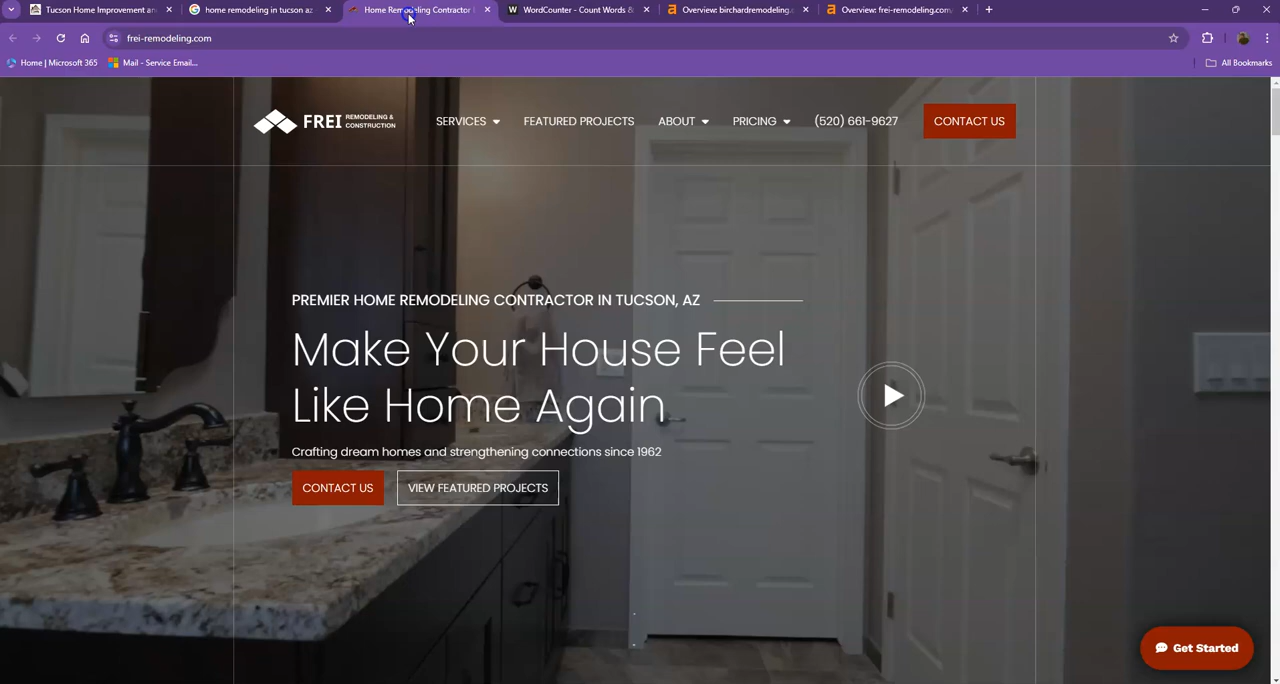 Tucson Home Improvement an
home remodeling in tucson az
Home Remodeling Contractor
WordCounter - Count Words &
Overview: birchardremodeling.c
Overview: frei-remodeling.com/
frei-remodeling.com
Home | Microsoft 365
Mail - Service Email...
All Bookmarks
FREI REMODELING &
CONSTRUCTION
SERVICES
FEATURED PROJECTS
ABOUT
PRICING
(520) 661-9627
CONTACT US
PREMIER HOME REMODELING CONTRACTOR IN TUCSON, AZ
Make Your House Feel
Like Home Again
Crafting dream homes and strengthening connections since 1962
CONTACT US
VIEW FEATURED PROJECTS
Get Started